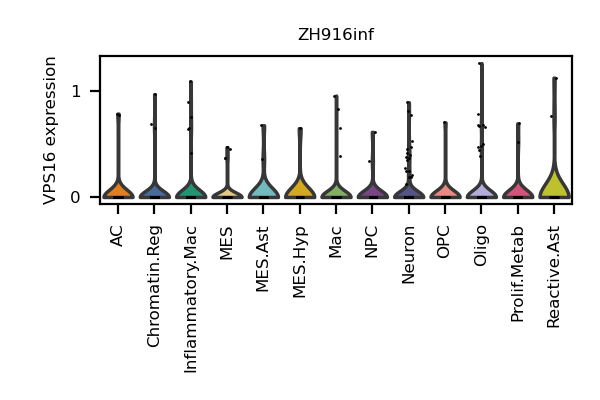 ZH916inf
VPS16 expression
1
0
AC
Chromatin.Reg
Inflammatory.Mac
MES
MES.Ast
MES.Hyp
Mac
NPC
Neuron
OPC
Oligo
Prolif.Metab
Reactive.Ast